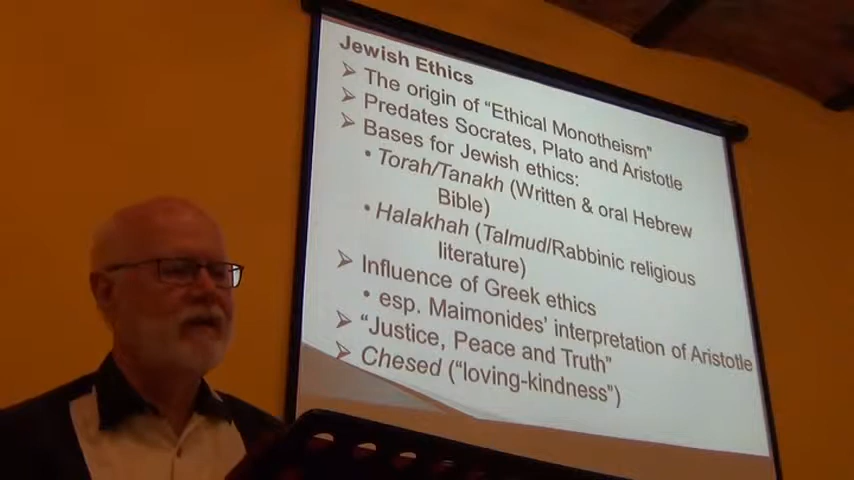 Jewish Ethics
➢ The origin of “Ethical Monotheism”
➢ Predates Socrates, Plato and Aristotle
➢ Bases for Jewish ethics:
• Torah/Tanakh (Written & oral Hebrew
Bible)
• Halakhah (Talmud/Rabbinic religious
literature)
➢ Influence of Greek ethics
• esp. Maimonides’ interpretation of Aristotle
➢ “Justice, Peace and Truth”
➢ Chesed (“loving-kindness”)